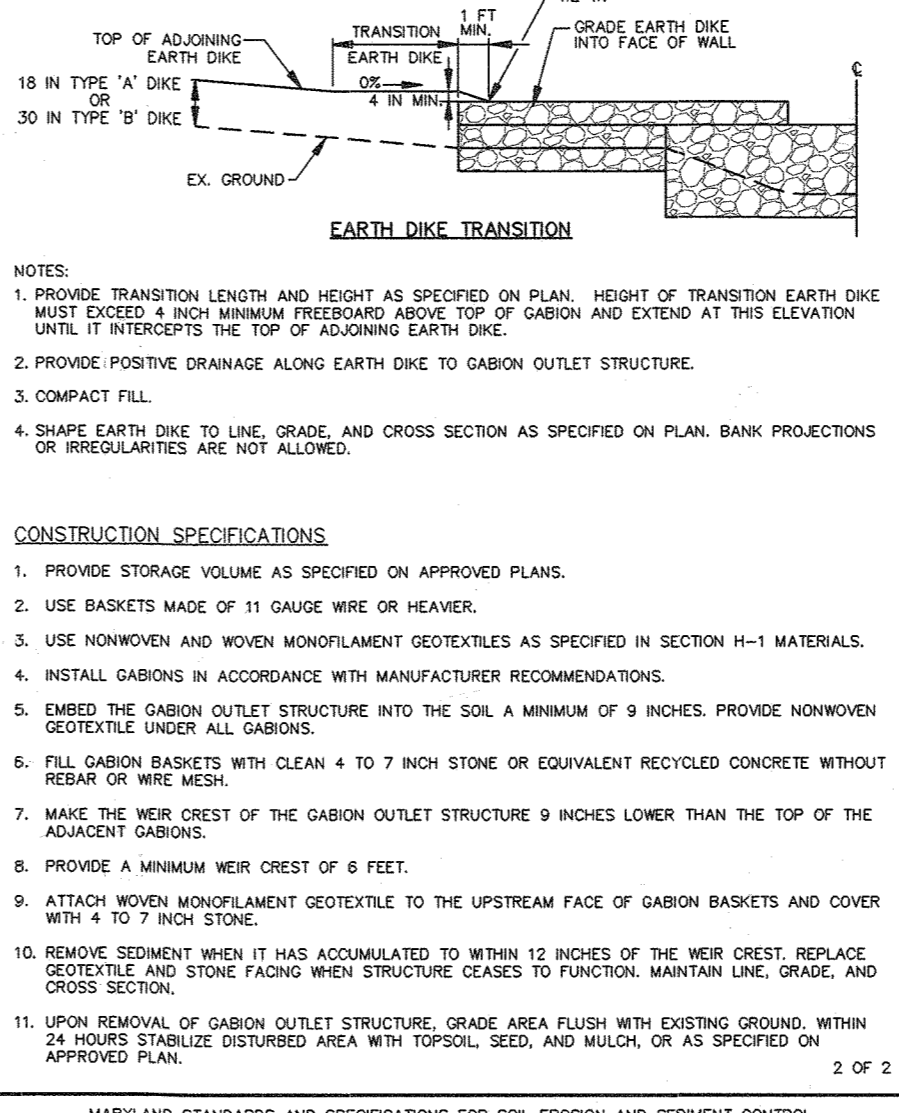 1 FT
MIN.
TRANSITION
EARTH DIKE
GRADE EARTH DIKE
INTO FACE OF WALL
TOP OF ADJOINING
EARTH DIKE
0%
4 IN MIN.
18 IN TYPE 'A' DIKE
OR
30 IN TYPE 'B' DIKE
EX. GROUND
EARTH DIKE TRANSITION
NOTES:
1. PROVIDE TRANSITION LENGTH AND HEIGHT AS SPECIFIED ON PLAN. HEIGHT OF TRANSITION EARTH DIKE
MUST EXCEED 4 INCH MINIMUM FREEBOARD ABOVE TOP OF GABION AND EXTEND AT THIS ELEVATION
UNTIL IT INTERCEPTS THE TOP OF ADJOINING EARTH DIKE.
2. PROVIDE POSITIVE DRAINAGE ALONG EARTH DIKE TO GABION OUTLET STRUCTURE.
3. COMPACT FILL.
4. SHAPE EARTH DIKE TO LINE, GRADE, AND CROSS SECTION AS SPECIFIED ON PLAN. BANK PROJECTIONS
OR IRREGULARITIES ARE NOT ALLOWED.
CONSTRUCTION SPECIFICATIONS
1. PROVIDE STORAGE VOLUME AS SPECIFIED ON APPROVED PLANS.
2. USE BASKETS MADE OF 11 GAUGE WIRE OR HEAVIER.
3. USE NONWOVEN AND WOVEN MONOFILAMENT GEOTEXTILES AS SPECIFIED IN SECTION H-1 MATERIALS.
4. INSTALL GABIONS IN ACCORDANCE WITH MANUFACTURER RECOMMENDATIONS.
5. EMBED THE GABION OUTLET STRUCTURE INTO THE SOIL A MINIMUM OF 9 INCHES. PROVIDE NONWOVEN
GEOTEXTILE UNDER ALL GABIONS.
6. FILL GABION BASKETS WITH CLEAN 4 TO 7 INCH STONE OR EQUIVALENT RECYCLED CONCRETE WITHOUT
REBAR OR WIRE MESH.
7. MAKE THE WEIR CREST OF THE GABION OUTLET STRUCTURE 9 INCHES LOWER THAN THE TOP OF THE
ADJACENT GABIONS.
8. PROVIDE A MINIMUM WEIR CREST OF 6 FEET.
9. ATTACH WOVEN MONOFILAMENT GEOTEXTILE TO THE UPSTREAM FACE OF GABION BASKETS AND COVER
WITH 4 TO 7 INCH STONE.
10. REMOVE SEDIMENT WHEN IT HAS ACCUMULATED TO WITHIN 12 INCHES OF THE WEIR CREST. REPLACE
GEOTEXTILE AND STONE FACING WHEN STRUCTURE CEASES TO FUNCTION. MAINTAIN LINE, GRADE, AND
CROSS SECTION.
11. UPON REMOVAL OF GABION OUTLET STRUCTURE, GRADE AREA FLUSH WITH EXISTING GROUND. WITHIN
24 HOURS STABILIZE DISTURBED AREA WITH TOPSOIL, SEED, AND MULCH, OR AS SPECIFIED ON
APPROVED PLAN.
2 OF 2
MARYLAND STANDARDS AND SPECIFICATIONS FOR SOIL EROSION AND SEDIMENT CONTROL